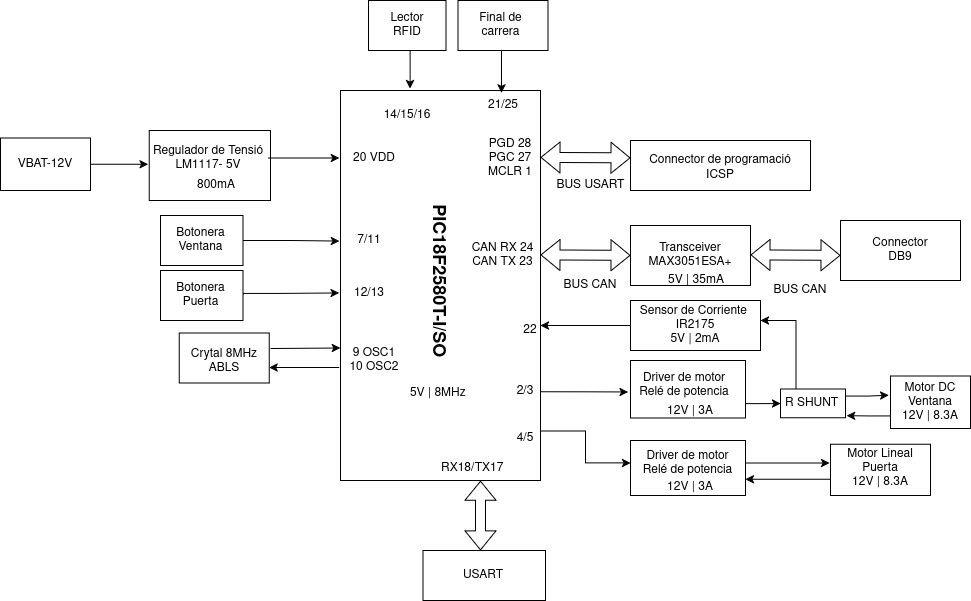 Lector
RFID
Final de
carrera
14/15/16
21/25
VBAT-12V
Regulador de Tensió
LM1117- 5V
800mA
20 VDD
PGD 28
PGC 27
MCLR 1
BUS USART
Connector de programació
ICSP
Botonera
Ventana
7/11
PIC18F2580T-I/SO
CAN RX 24
CAN TX 23
BUS CAN
Transceiver
MAX3051ESA+
5V | 35mA
BUS CAN
Connector
DB9
Botonera
Puerta
12/13
22
Sensor de Corriente
IR2175
5V | 2mA
Crytal 8MHz
ABLS
9 OSC1
10 OSC2
5V | 8MHz
2/3
Driver de motor
Relé de potencia
12V | 3A
R SHUNT
Motor DC
Ventana
12V | 8.3A
4/5
Driver de motor
Relé de potencia
12V | 3A
Motor Lineal
Puerta
12V | 8.3A
RX18/TX17
USART